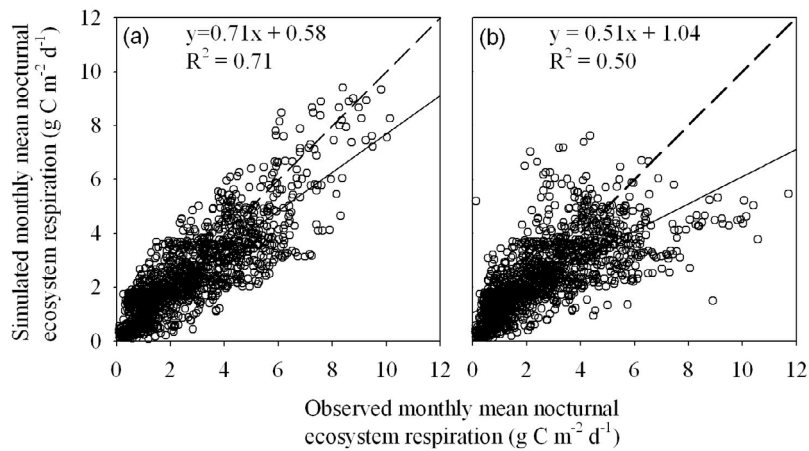 Simulated monthly mean nocturnal
ecosystem respiration (g C m⁻² d⁻¹)
12
10
8
6
4
2
0
(a)
y=0.71x + 0.58
R² = 0.71
0 2 4 6 8 10 12
(b)
y = 0.51x + 1.04
R² = 0.50
0 2 4 6 8 10 12
Observed monthly mean nocturnal
ecosystem respiration (g C m⁻² d⁻¹)